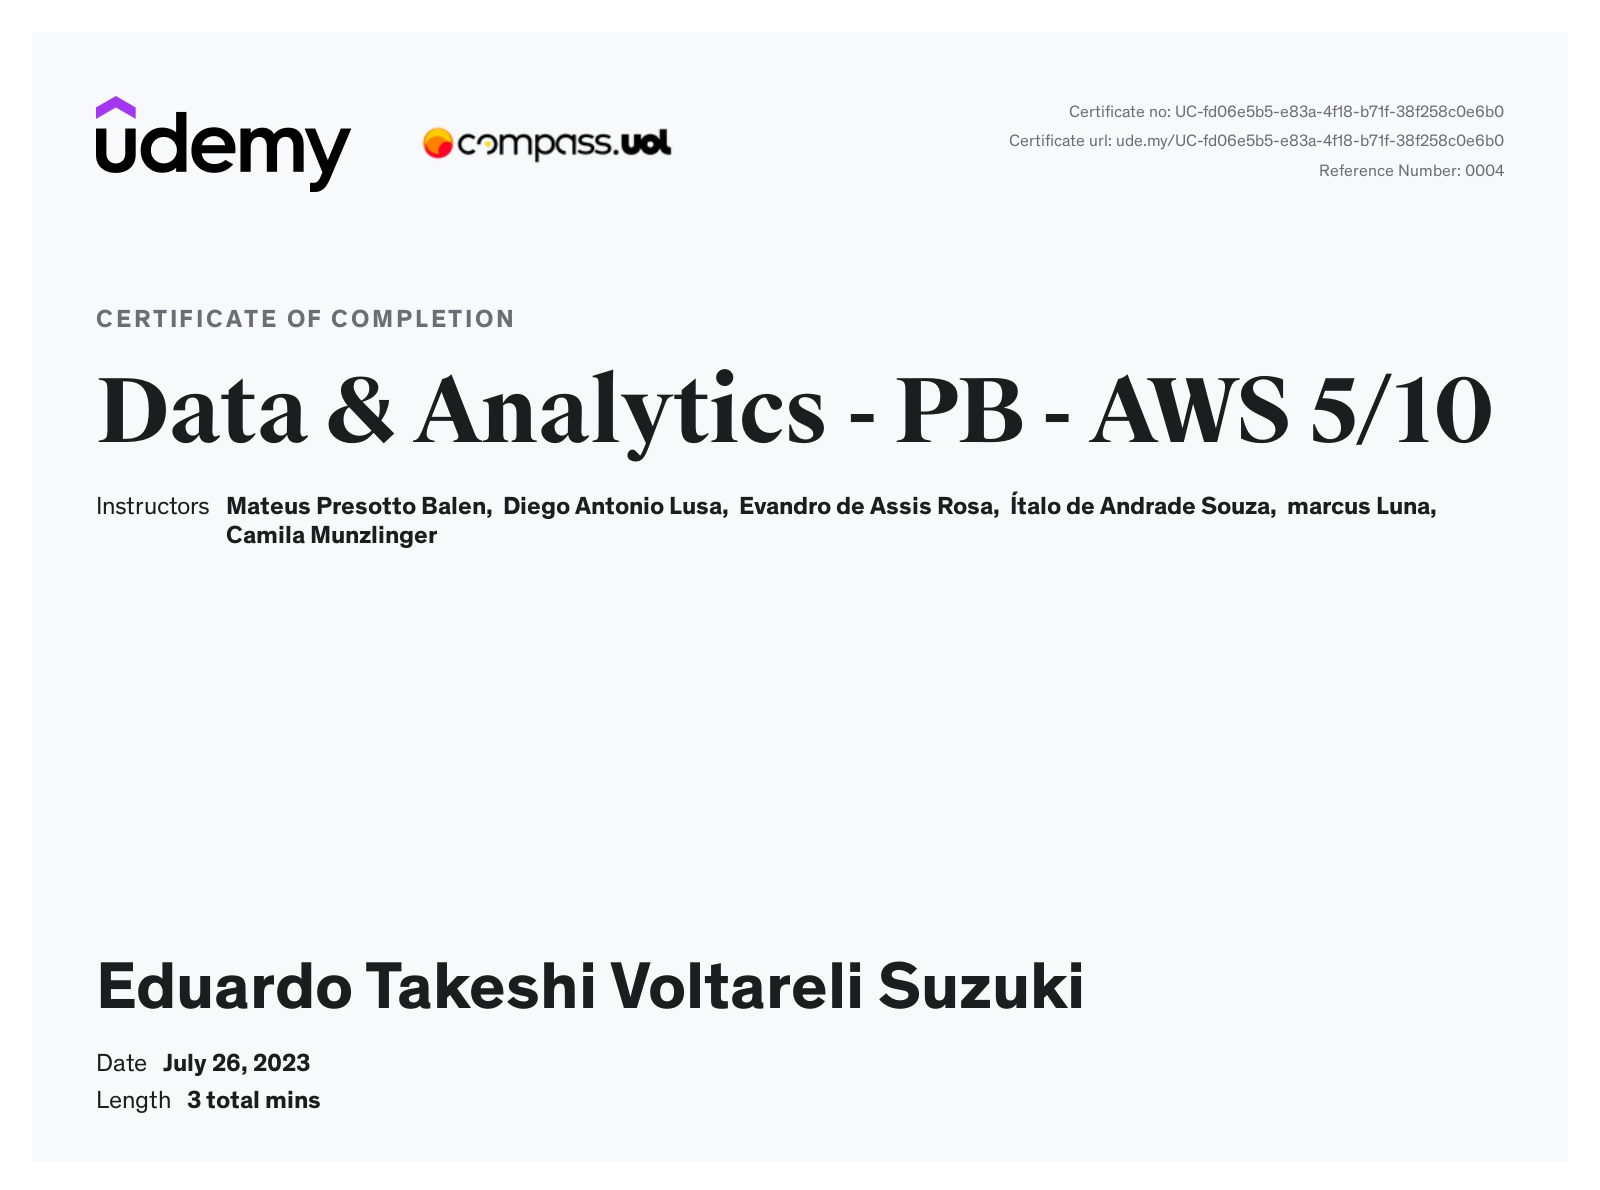 udemy
compass.uol
Certificate no: UC-fd06e5b5-e83a-4f18-b71f-38f258c0e6b0
Certificate url: ude.my/UC-fd06e5b5-e83a-4f18-b71f-38f258c0e6b0
Reference Number: 0004
CERTIFICATE OF COMPLETION
Data & Analytics - PB - AWS 5/10
Instructors Mateus Presotto Balen, Diego Antonio Lusa, Evandro de Assis Rosa, Ítalo de Andrade Souza, marcus Luna,
Camila Munzlinger
Eduardo Takeshi Voltareli Suzuki
Date July 26, 2023
Length 3 total mins